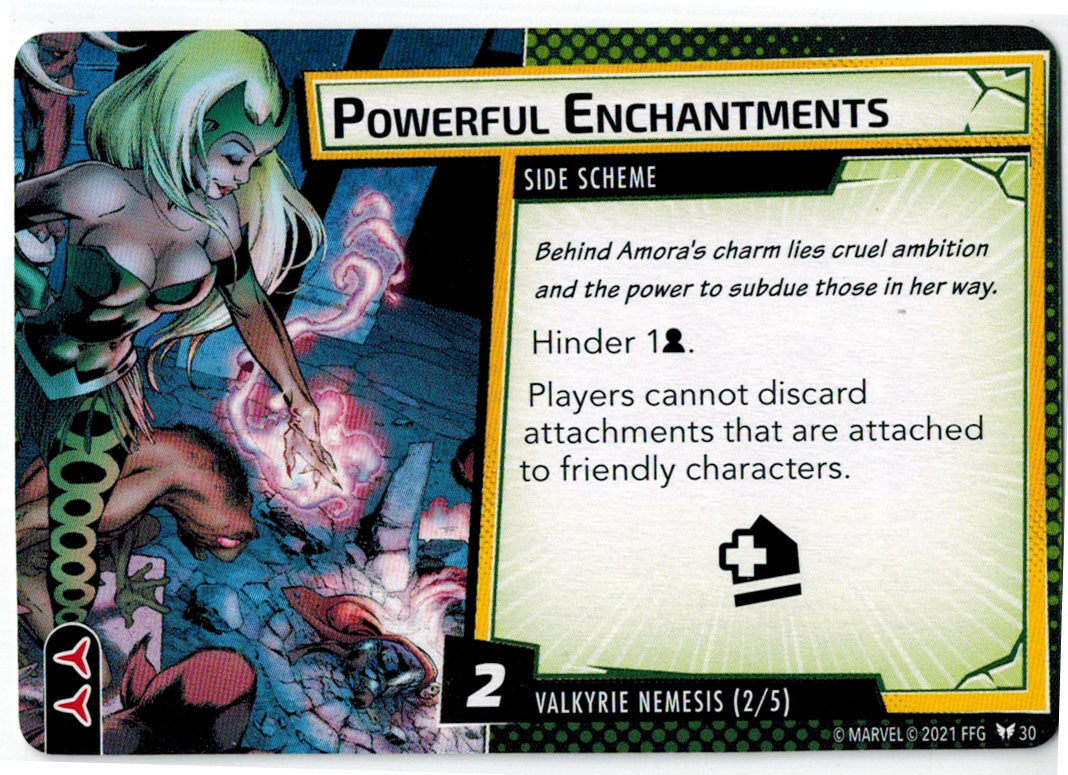 POWERFUL ENCHANTMENTS
SIDE SCHEME
Behind Amora's charm lies cruel ambition
and the power to subdue those in her way.
Hinder 1.
Players cannot discard
attachments that are attached
to friendly characters.
2
VALKYRIE NEMESIS (2/5)
© MARVEL © 2021 FFG 30